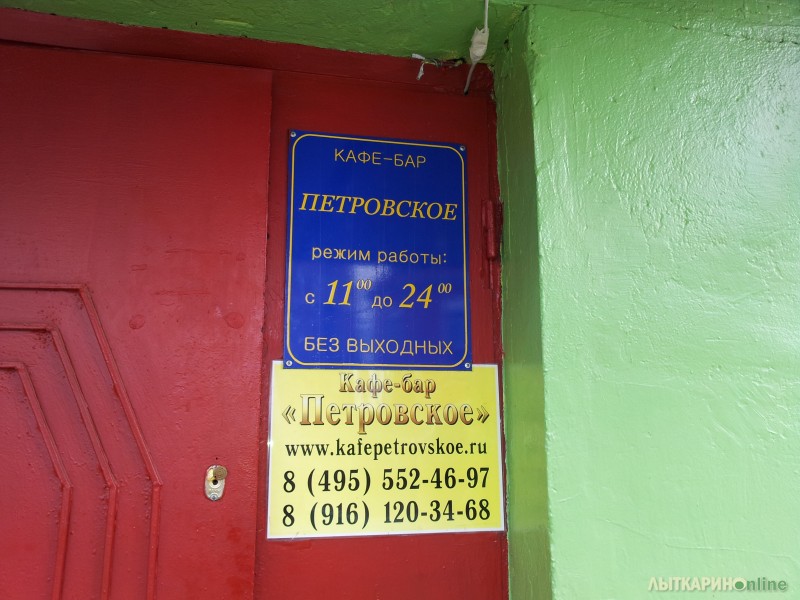 КАФЕ-БАР
ПЕТРОВСКОЕ
режим работы:
с 11⁰⁰ до 24⁰⁰
БЕЗ ВЫХОДНЫХ
Кафе-бар
«Петровское»
www.kafepetrovskoe.ru
8 (495) 552-46-97
8 (916) 120-34-68
ЛЫТКАРИНОonline